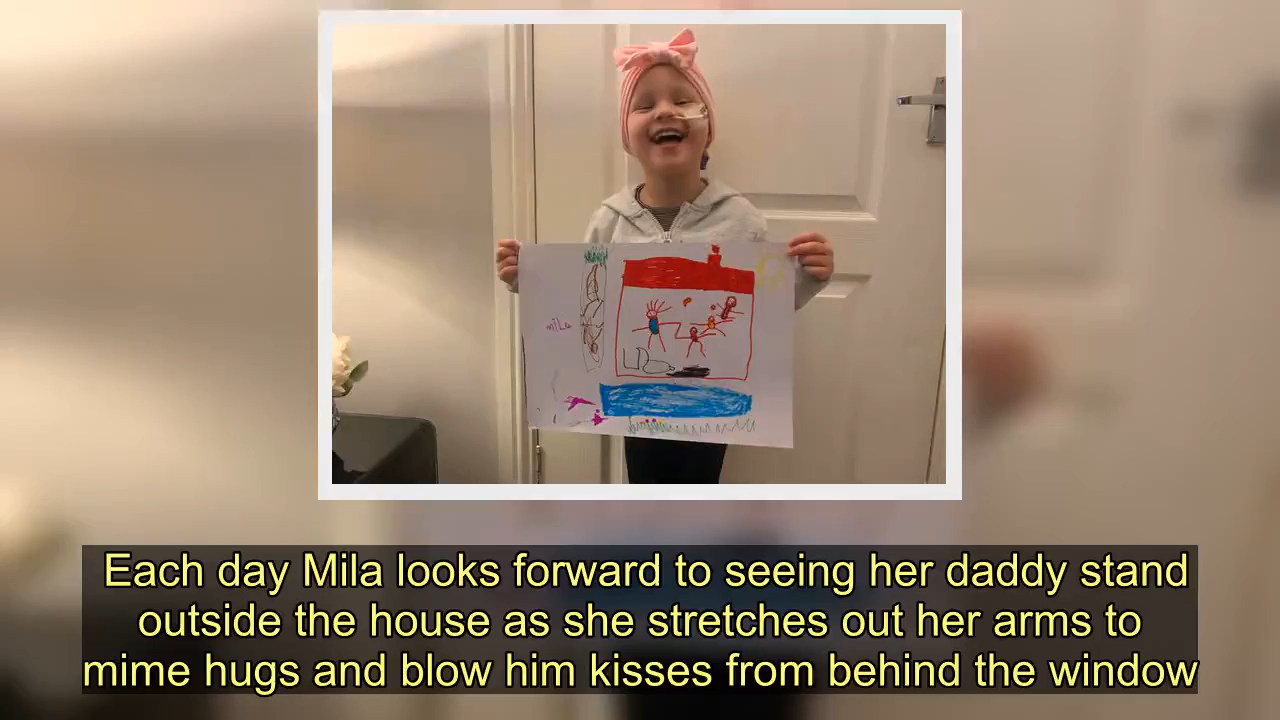 mila
Each day Mila looks forward to seeing her daddy stand
outside the house as she stretches out her arms to
mime hugs and blow him kisses from behind the window